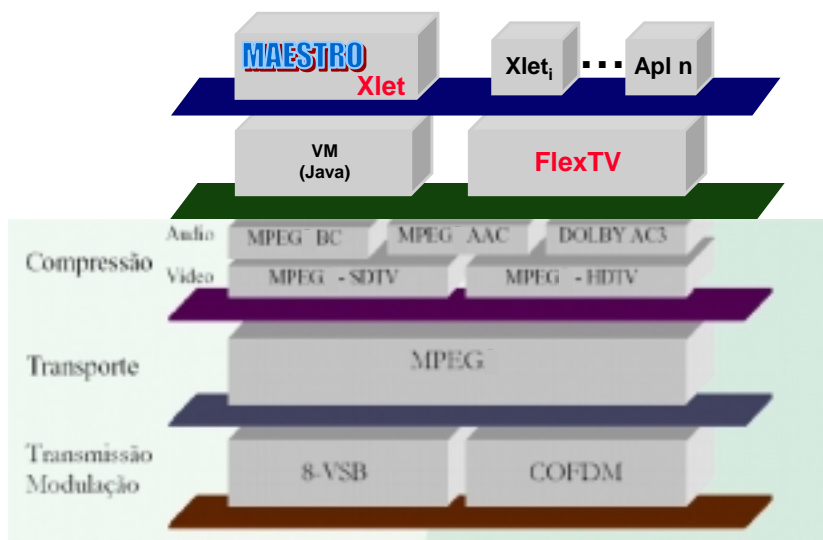 MAESTRO
Xlet
Xleti
...
Apl n
VM
(Java)
FlexTV
Compressão
Audio
MPEG BC
MPEG AAC
DOLBY AC3
Vídeo
MPEG - SDTV
MPEG - HDTV
Transporte
MPEG
Transmissão
Modulação
8-VSB
COFDM